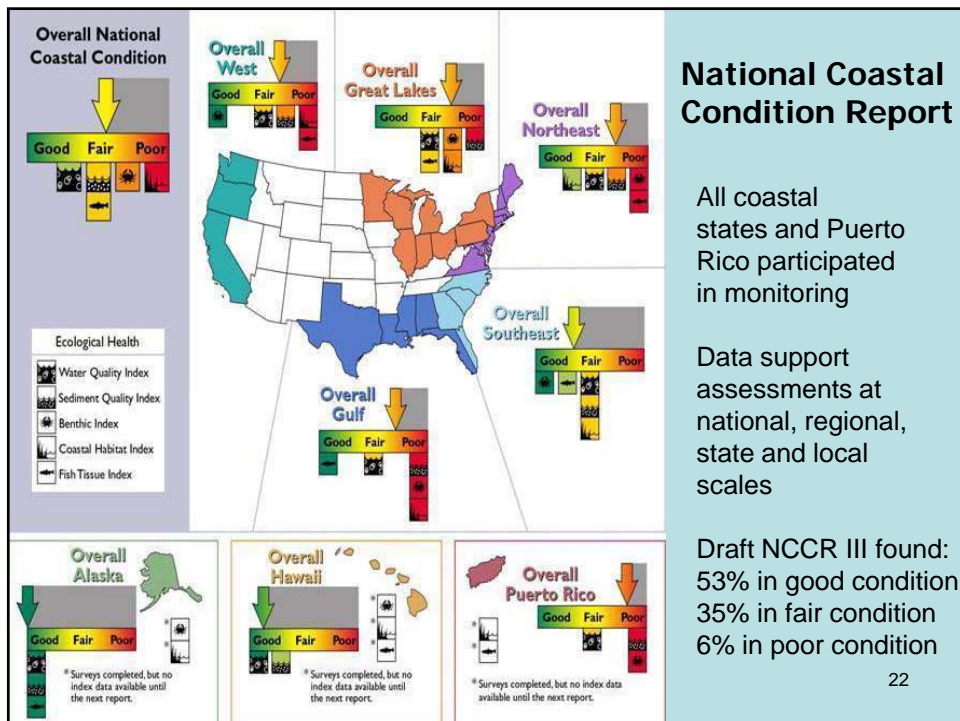 Overall National
Coastal Condition
Good Fair Poor
Ecological Health
Water Quality Index
Sediment Quality Index
Benthic Index
Coastal Habitat Index
Fish Tissue Index
Overall
West
Good Fair Poor
Overall
Great Lakes
Good Fair Poor
Overall
Northeast
Good Fair Poor
Overall
Southeast
Good Fair Poor
Overall
Gulf
Good Fair Poor
Overall
Alaska
Good Fair Poor
*
*
* Surveys completed, but no
index data available until
the next report.
Overall
Hawaii
Good Fair Poor
*
*
*
* Surveys completed, but no
index data available until
the next report.
Overall
Puerto Rico
Good Fair Poor
*
*
* Surveys completed, but no index data
available until the next report.
National Coastal
Condition Report
All coastal
states and Puerto
Rico participated
in monitoring
Data support
assessments at
national, regional,
state and local
scales
Draft NCCR III found:
53% in good condition
35% in fair condition
6% in poor condition
22